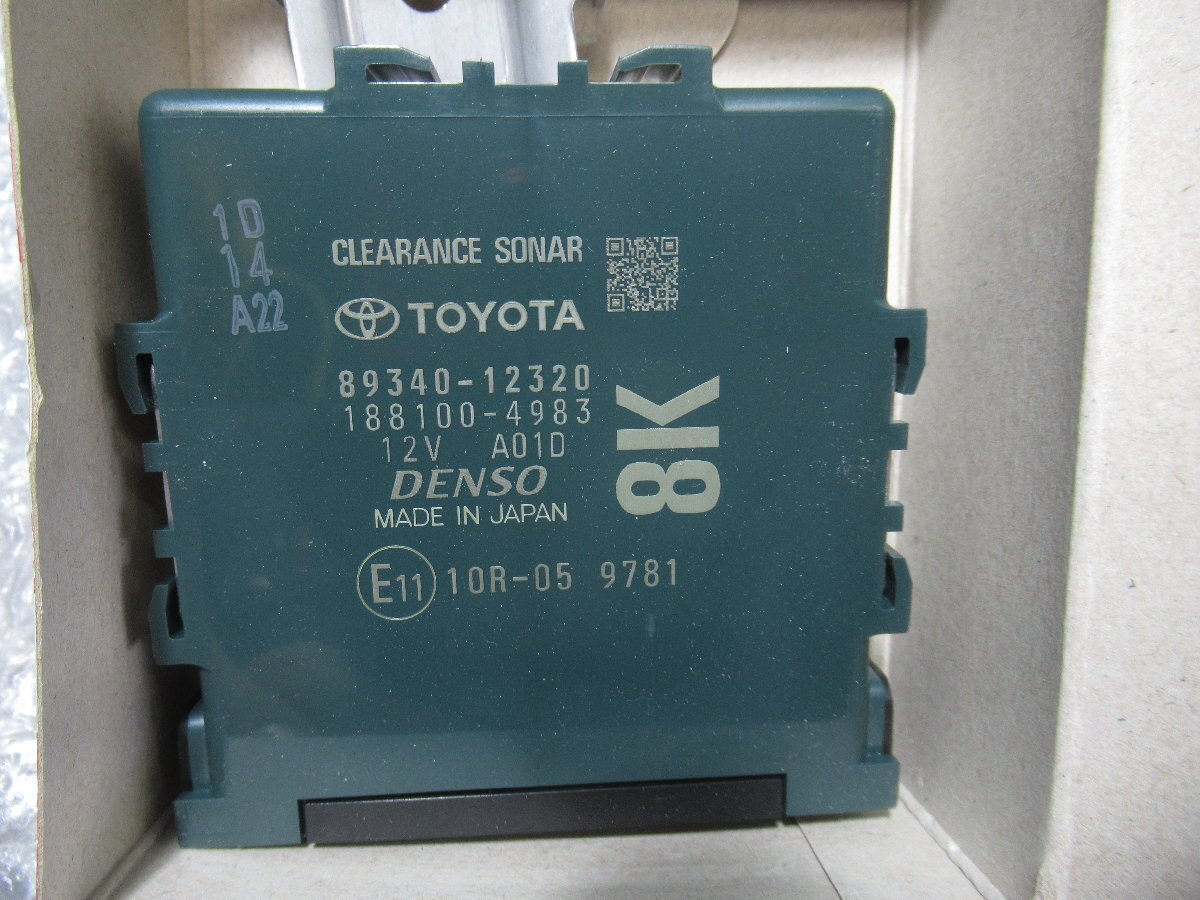 1D
14
A22
CLEARANCE SONAR
TOYOTA
89340-12320
188100-4983
12V A01D
DENSO
MADE IN JAPAN
8K
E11 10R-05 9781